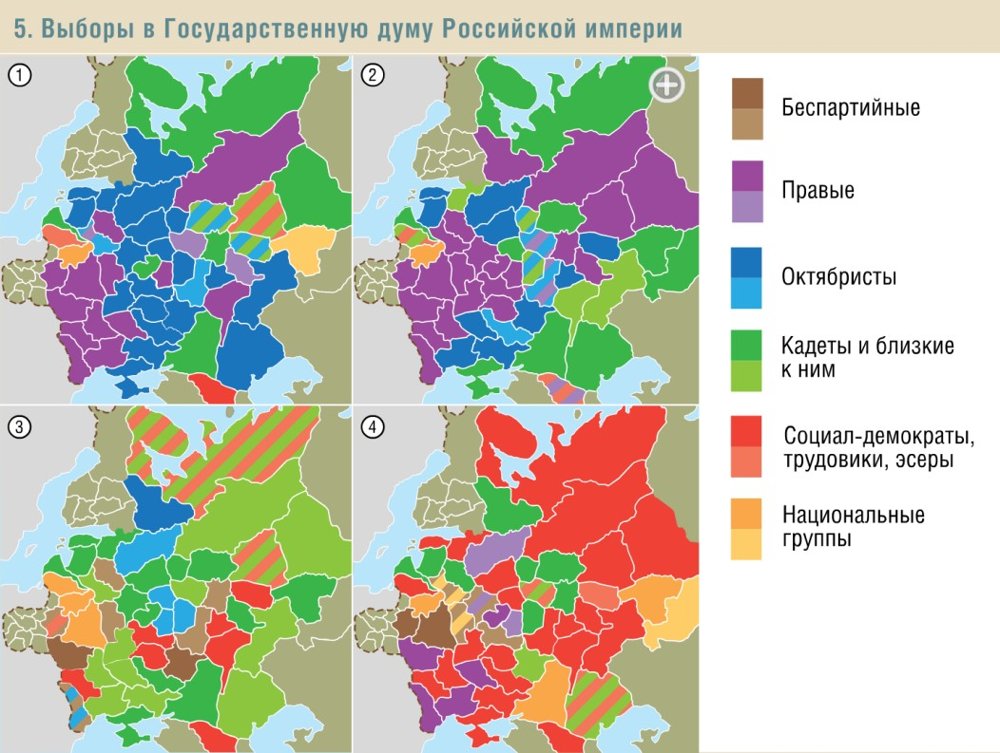 5. Выборы в Государственную думу Российской империи
1
2
3
4
Беспартийные
Правые
Октябристы
Кадеты и близкие
к ним
Социал-демократы,
трудовики, эсеры
Национальные
группы